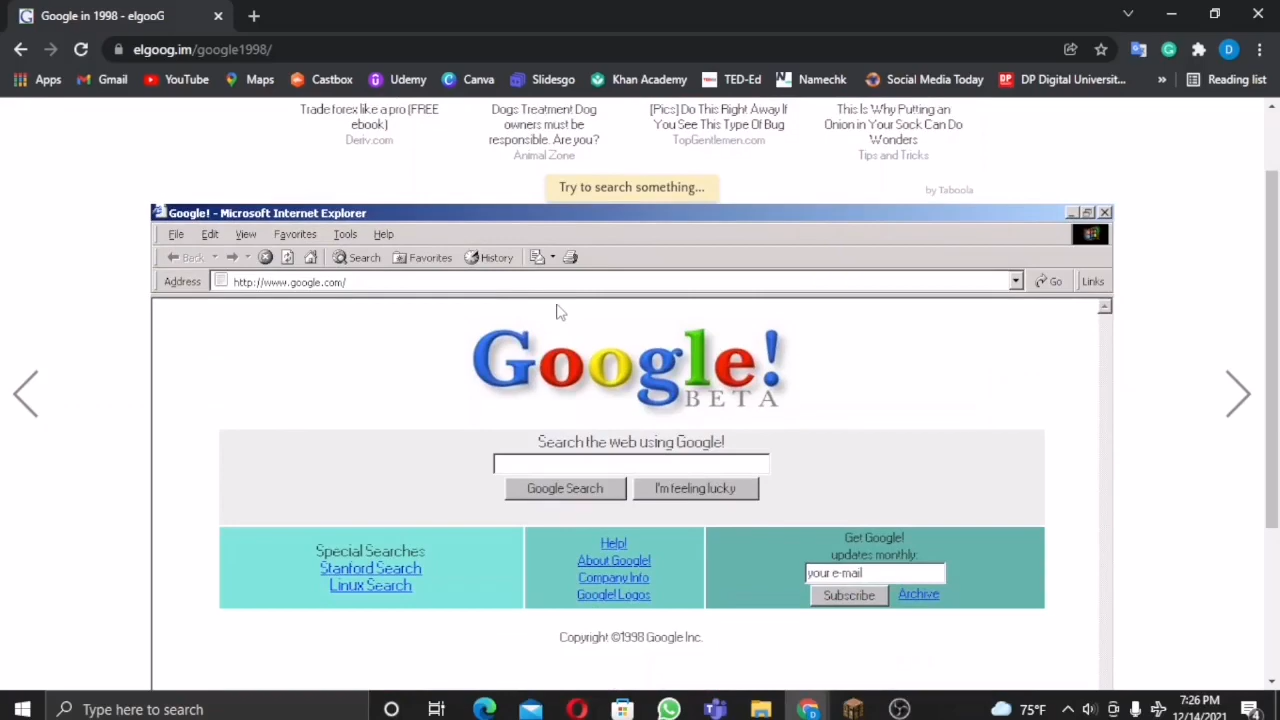 Google in 1998 - elgooG
elgoog.im/google1998/
Apps Gmail YouTube Maps Castbox Udemy Canva Slidesgo Khan Academy TED-Ed Namechk Social Media Today DP Digital Universit... » Reading list
Trade forex like a pro (FREE
ebook)
Deriv.com
Dogs Treatment Dog
owners must be
responsible. Are you?
Animal Zone
[Pics] Do This Right Away If
You See This Type Of Bug
TopGentlemen.com
This Is Why Putting an
Onion in Your Sock Can Do
Wonders
Tips and Tricks
Try to search something...
by Taboola
Google! - Microsoft Internet Explorer
File Edit View Favorites Tools Help
Back Search Favorites History
Address http://www.google.com/ Go Links
Google!
BETA
Search the web using Google!
Google Search I'm feeling lucky
Special Searches
Stanford Search
Linux Search
Help!
About Google!
Company Info
Google! Logos
Get Google!
updates monthly:
your e-mail
Subscribe Archive
Copyright ©1998 Google Inc.
Type here to search
75°F
7:26 PM
12/14/2021